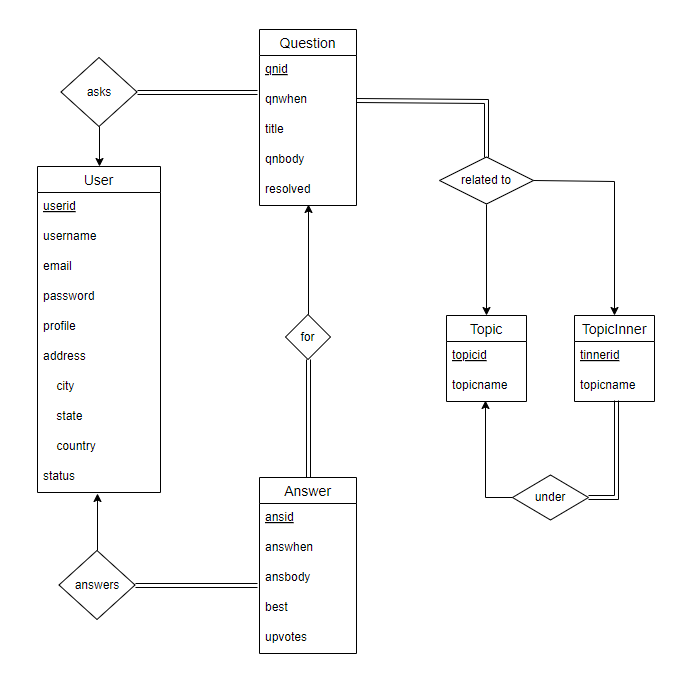 Question
qnid
qnwhen
title
qnbody
resolved
asks
User
userid
username
email
password
profile
address
city
state
country
status
related to
for
Topic
topicid
topicname
TopicInner
tinnerid
topicname
under
Answer
ansid
answhen
ansbody
best
upvotes
answers